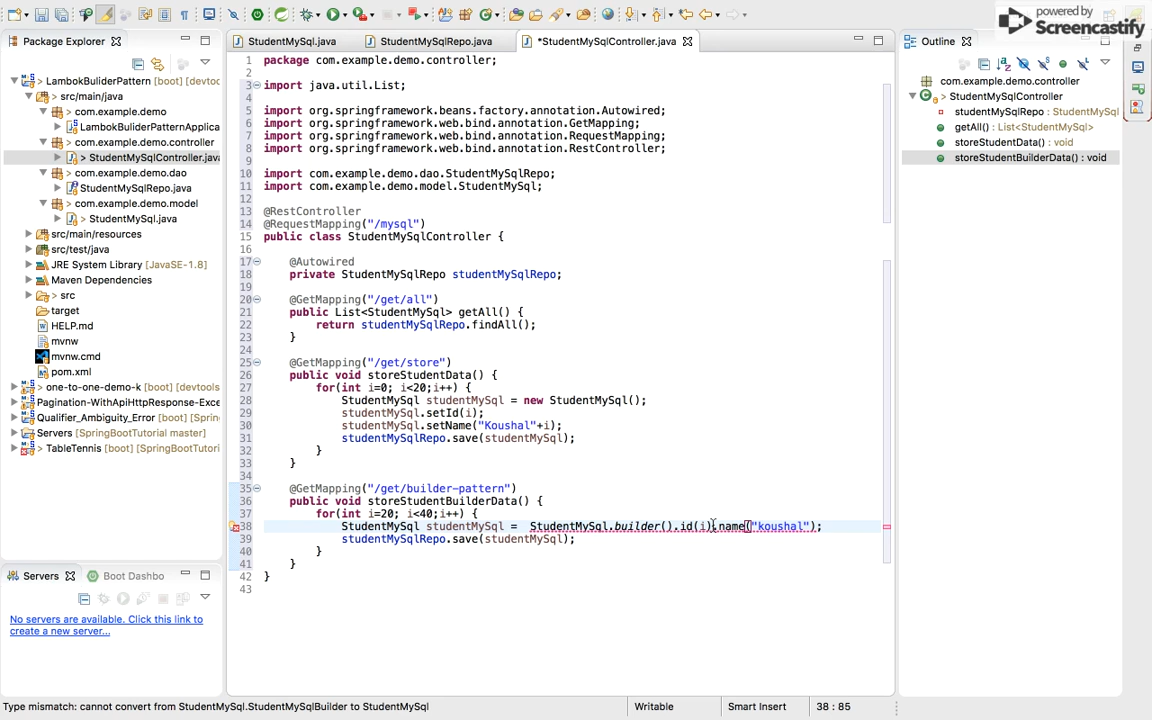 powered by
Screencastify
Package Explorer
StudentMySql.java
StudentMySqlRepo.java
*StudentMySqlController.java
Outline
LambokBuliderPattern [boot] [devtoo
src/main/java
com.example.demo
LambokBuliderPatternApplica
com.example.demo.controller
> StudentMySqlController.java
com.example.demo.dao
StudentMySqlRepo.java
com.example.demo.model
StudentMySql.java
src/main/resources
src/test/java
JRE System Library [JavaSE-1.8]
Maven Dependencies
src
target
HELP.md
mvnw
mvnw.cmd
pom.xml
> one-to-one-demo-k [boot] [devtools
Pagination-WithApiHttpResponse-Exce
Qualifier_Ambiguity_Error [SpringBoo
Servers [SpringBootTutorial master]
> TableTennis [boot] [SpringBootTutori
1 package com.example.demo.controller;
2
3 import java.util.List;
5 import org.springframework.beans.factory.annotation.Autowired;
6 import org.springframework.web.bind.annotation.GetMapping;
7 import org.springframework.web.bind.annotation.RequestMapping;
8 import org.springframework.web.bind.annotation.RestController;
10 import com.example.demo.dao.StudentMySqlRepo;
11 import com.example.demo.model.StudentMySql;
12
13 @RestController
14 @RequestMapping("/mysql")
15 public class StudentMySqlController {
16
17 @Autowired
18 private StudentMySqlRepo studentMySqlRepo;
19
20 @GetMapping("/get/all")
21 public List<StudentMySql> getAll() {
22 return studentMySqlRepo.findAll();
23 }
24
25 @GetMapping("/get/store")
26 public void storeStudentData() {
27 for(int i=0; i<20;i++) {
28 StudentMySql studentMySql = new StudentMySql();
29 studentMySql.setId(i);
30 studentMySql.setName("Koushal"+i);
31 studentMySqlRepo.save(studentMySql);
32 }
33 }
34
35 @GetMapping("/get/builder-pattern")
36 public void storeStudentBuilderData() {
37 for(int i=20; i<40;i++) {
38 StudentMySql studentMySql = StudentMySql.builder().id(i).name("koushal");
39 studentMySqlRepo.save(studentMySql);
40 }
41 }
42 }
43
com.example.demo.controller
> StudentMySqlController
studentMySqlRepo : StudentMySq
getAll() : List<StudentMySql>
storeStudentData() : void
storeStudentBuilderData() : void
Servers
Boot Dashbo
No servers are available. Click this link to
create a new server...
Type mismatch: cannot convert from StudentMySql.StudentMySqlBuilder to StudentMySql
Writable
Smart Insert
38 : 85